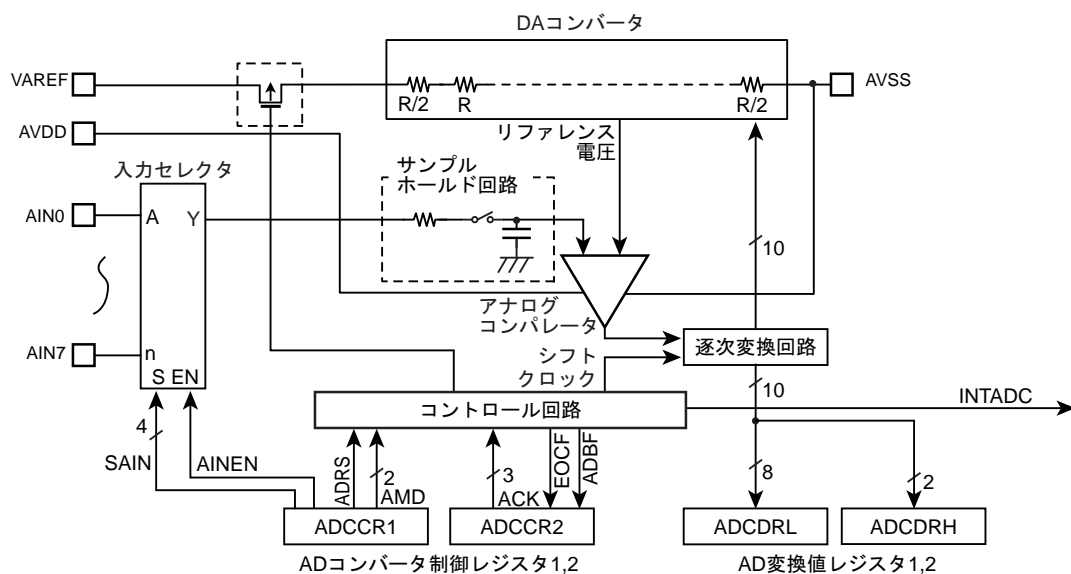 DAコンバータ
VAREF
R/2
R
R/2
AVSS
AVDD
リファレンス
電圧
入力セレクタ
サンプル
ホールド回路
AIN0
A
Y
10
アナログ
コンパレータ
AIN7
n
S EN
シフト
クロック
逐次変換回路
10
INTADC
コントロール回路
4
SAIN
AINEN
ADRS
2
AMD
3
ACK
EOCF
ADBF
8
2
ADCCR1
ADCCR2
ADCDRL
ADCDRH
ADコンバータ制御レジスタ1,2
AD変換値レジスタ1,2